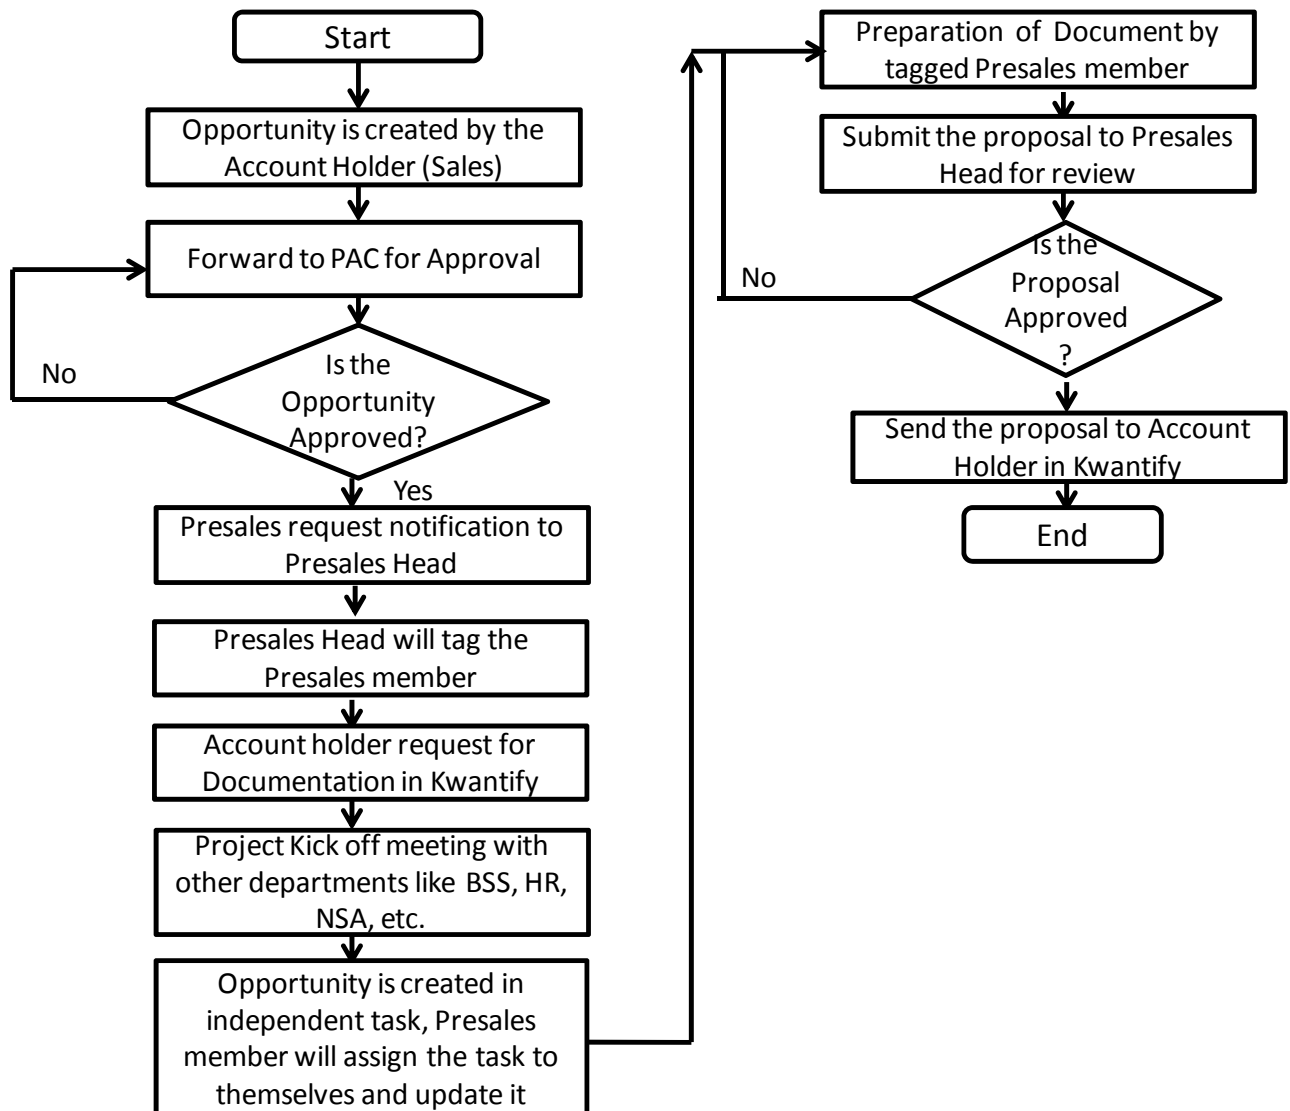 Start
Opportunity is created by the
Account Holder (Sales)
Forward to PAC for Approval
No
Is the
Opportunity
Approved?
Yes
Presales request notification to
Presales Head
Presales Head will tag the
Presales member
Account holder request for
Documentation in Kwantify
Project Kick off meeting with
other departments like BSS, HR,
NSA, etc.
Opportunity is created in
independent task, Presales
member will assign the task to
themselves and update it
Preparation of Document by
tagged Presales member
Submit the proposal to Presales
Head for review
No
Is the
Proposal
Approved
?
Send the proposal to Account
Holder in Kwantify
End